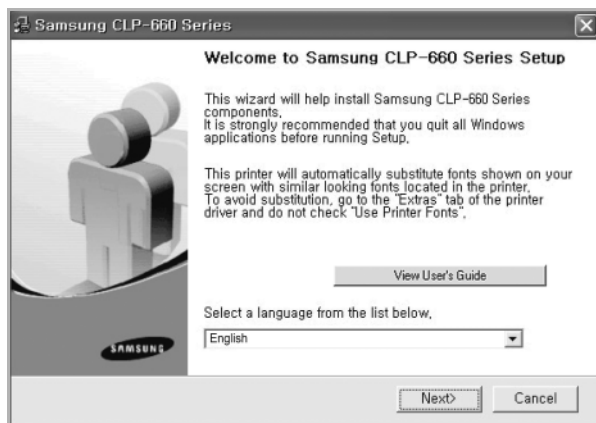 Samsung CLP-660 Series
Welcome to Samsung CLP-660 Series Setup
This wizard will help install Samsung CLP-660 Series
components.
It is strongly recommended that you quit all Windows
applications before running Setup.
This printer will automatically substitute fonts shown on your
screen with similar looking fonts located in the printer.
To avoid substitution, go to the "Extras" tab of the printer
driver and do not check "Use Printer Fonts".
View User's Guide
Select a language from the list below.
English
SAMSUNG
Next>
Cancel